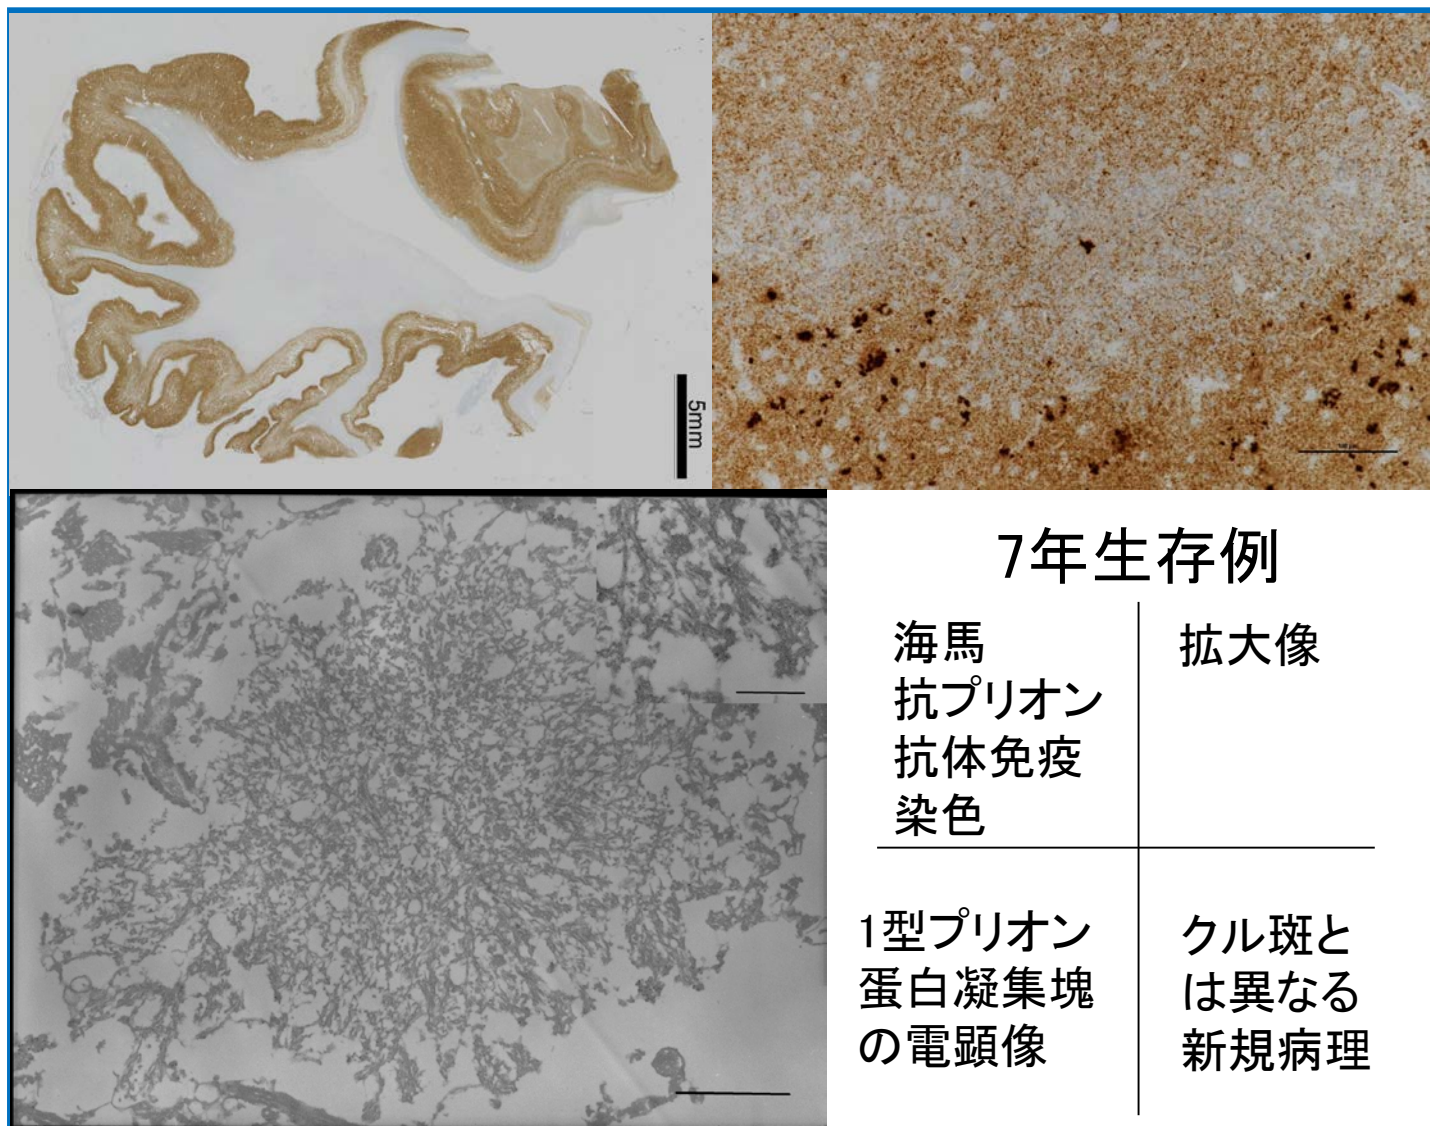 5mm
7年生存例
海馬
抗プリオン
抗体免疫
染色
拡大像
1型プリオン
蛋白凝集塊
の電顕像
クル斑と
は異なる
新規病理